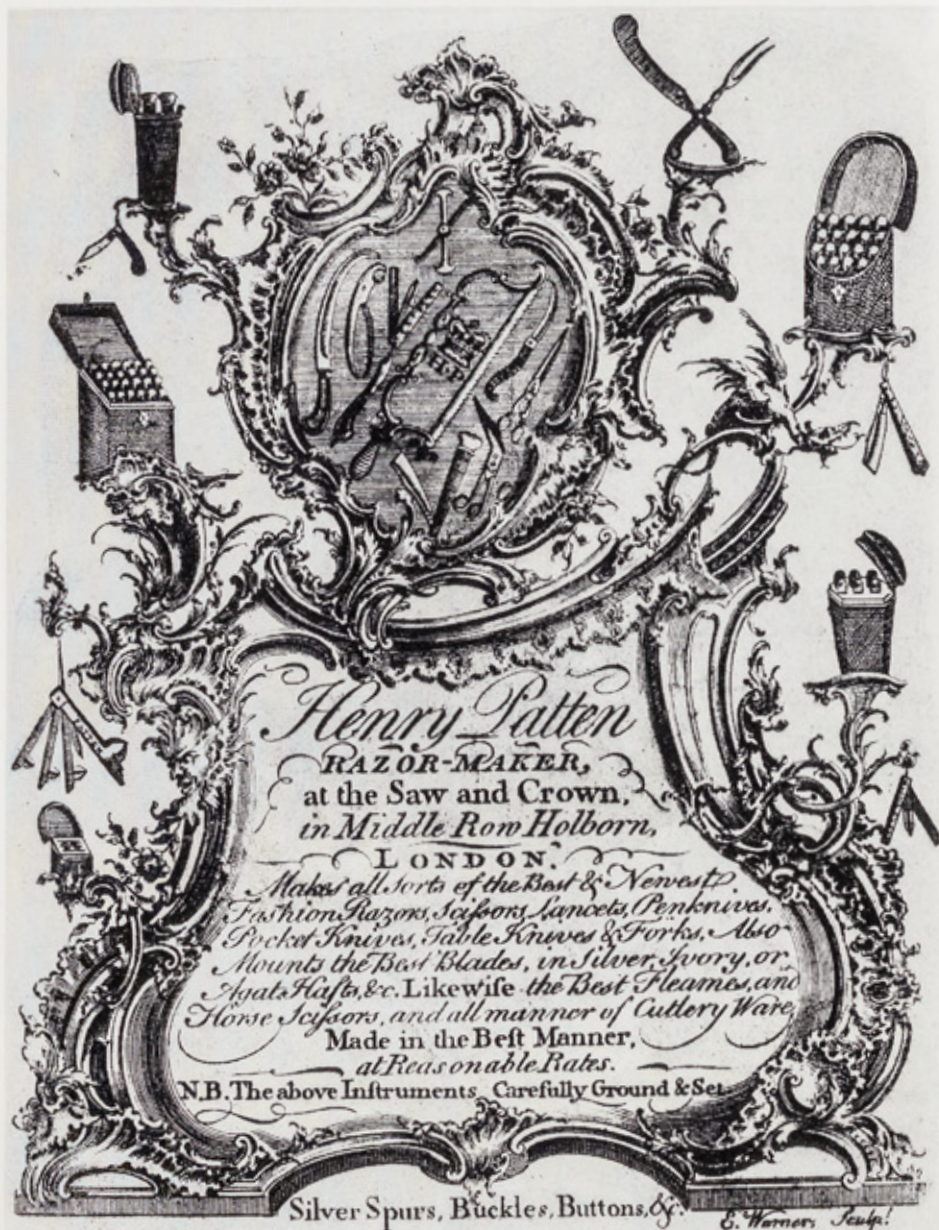 H·P
Henry Patten
RAZOR-MAKER,
at the Saw and Crown,
in Middle Row Holborn,
LONDON.
Makes all sorts of the Best & Newest
Fashion Razors, Sciſsors, Lancets, Penknives,
Pocket Knives, Table Knives & Forks, Also
Mounts the Best Blades, in Silver, Ivory, or
Agat Hafts, &c. Likewiſe the Best Fleames, and
Horse Sciſsors, and all manner of Cutlery Ware
Made in the Beſt Manner,
at Reasonable Rates.
N.B. The above Inſtruments Carefully Ground & Set
Silver Spurs, Buckles, Buttons, &c.
E. Warner, Sculp.t